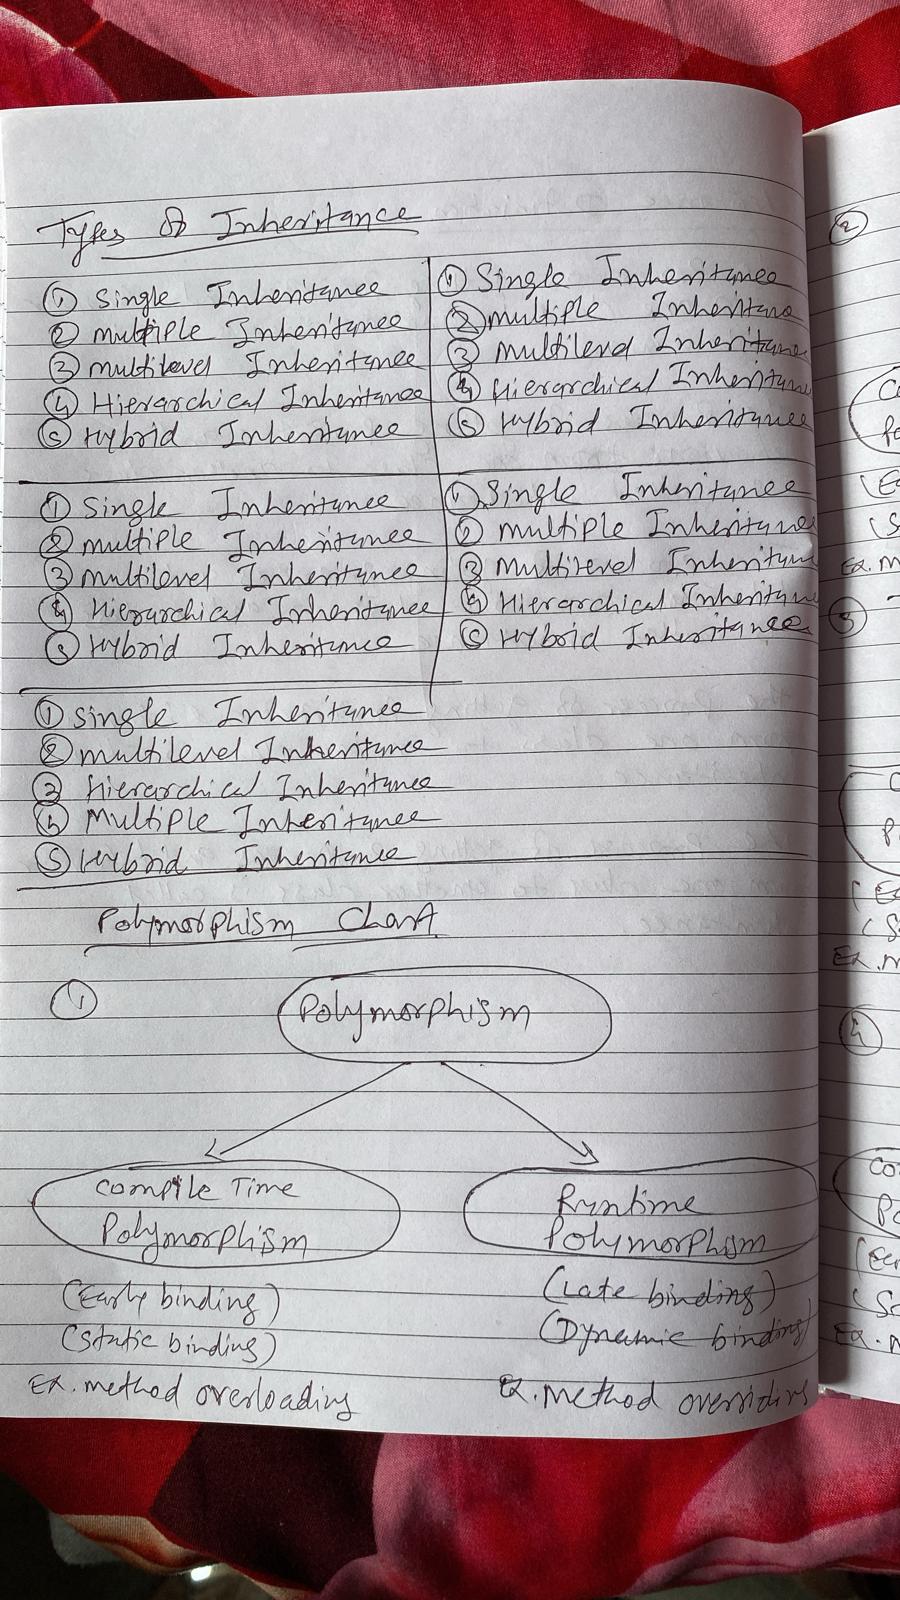 Types of Inheritance
① Single Inheritance
② Multiple Inheritance
③ Multilevel Inheritance
④ Hierarchical Inheritance
⑤ Hybrid Inheritance
① Single Inheritance
② Multiple Inheritance
③ Multilevel Inheritance
④ Hierarchical Inheritance
⑤ Hybrid Inheritance
① Single Inheritance
② Multiple Inheritance
③ Multilevel Inheritance
④ Hierarchical Inheritance
⑤ Hybrid Inheritance
① Single Inheritance
② Multiple Inheritance
③ Multilevel Inheritance
④ Hierarchical Inheritance
⑤ Hybrid Inheritance
① Single Inheritance
② Multilevel Inheritance
③ Hierarchical Inheritance
④ Multiple Inheritance
⑤ Hybrid Inheritance
Polymorphism Chart
①
Polymorphism
Compile Time
Polymorphism
(Early binding)
(Static binding)
Ex. method overloading
Runtime
Polymorphism
(Late binding)
(Dynamic binding)
Ex. Method overriding
②
③
④